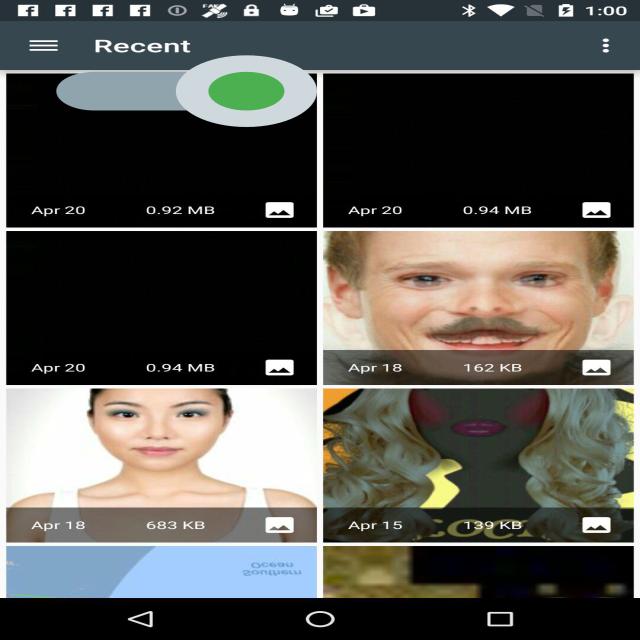 1:00
Recent
Apr 20 0.92 MB
Apr 20 0.94 MB
Apr 20 0.94 MB
Apr 18 162 KB
Apr 18 683 KB
Apr 15 139 KB
Southern
Ocean